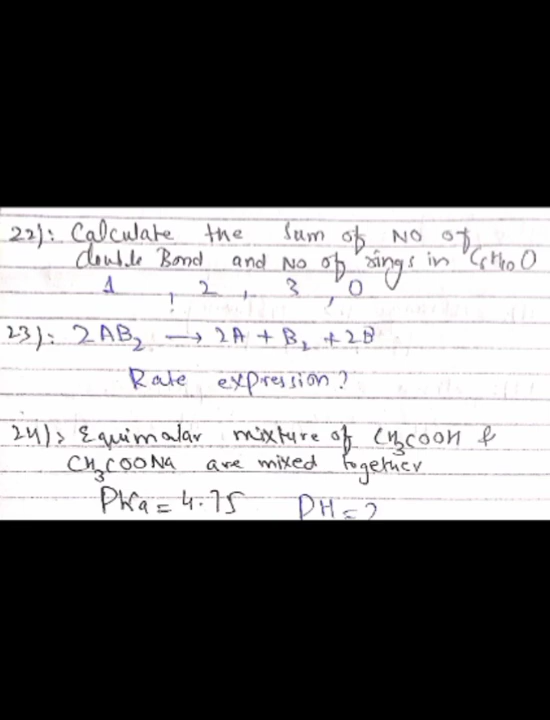 22): Calculate the Sum of NO of
double Bond and No of rings in C5H10O
1 , 2 , 3 , 0
23): 2AB2 → 2A + B2 + 2B
Rate expression?
24): Equimolar mixture of CH3COOH &
CH3COONa are mixed together
PKa = 4.75 PH = ?